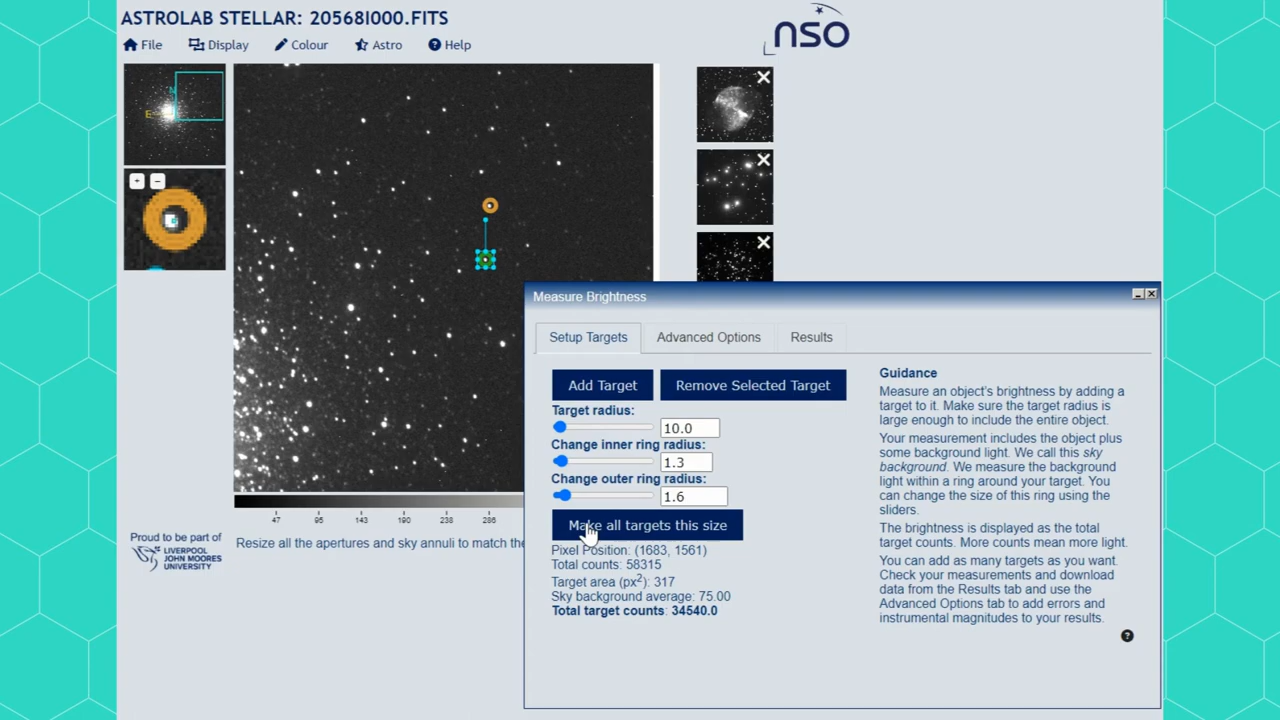 ASTROLAB STELLAR: 20568I000.FITS
nso
File
Display
Colour
Astro
Help
N
E
+
−
47
95
143
190
238
286
Proud to be part of
LIVERPOOL
JOHN MOORES
UNIVERSITY
Resize all the apertures and sky annuli to match the
Measure Brightness
Setup Targets
Advanced Options
Results
Add Target
Remove Selected Target
Target radius:
10.0
Change inner ring radius:
1.3
Change outer ring radius:
1.6
Make all targets this size
Pixel Position: (1683, 1561)
Total counts: 58315
Target area (px²): 317
Sky background average: 75.00
Total target counts: 34540.0
Guidance
Measure an object's brightness by adding a
target to it. Make sure the target radius is
large enough to include the entire object.
Your measurement includes the object plus
some background light. We call this sky
background. We measure the background
light within a ring around your target. You
can change the size of this ring using the
sliders.
The brightness is displayed as the total
target counts. More counts mean more light.
You can add as many targets as you want.
Check your measurements and download
data from the Results tab and use the
Advanced Options tab to add errors and
instrumental magnitudes to your results.